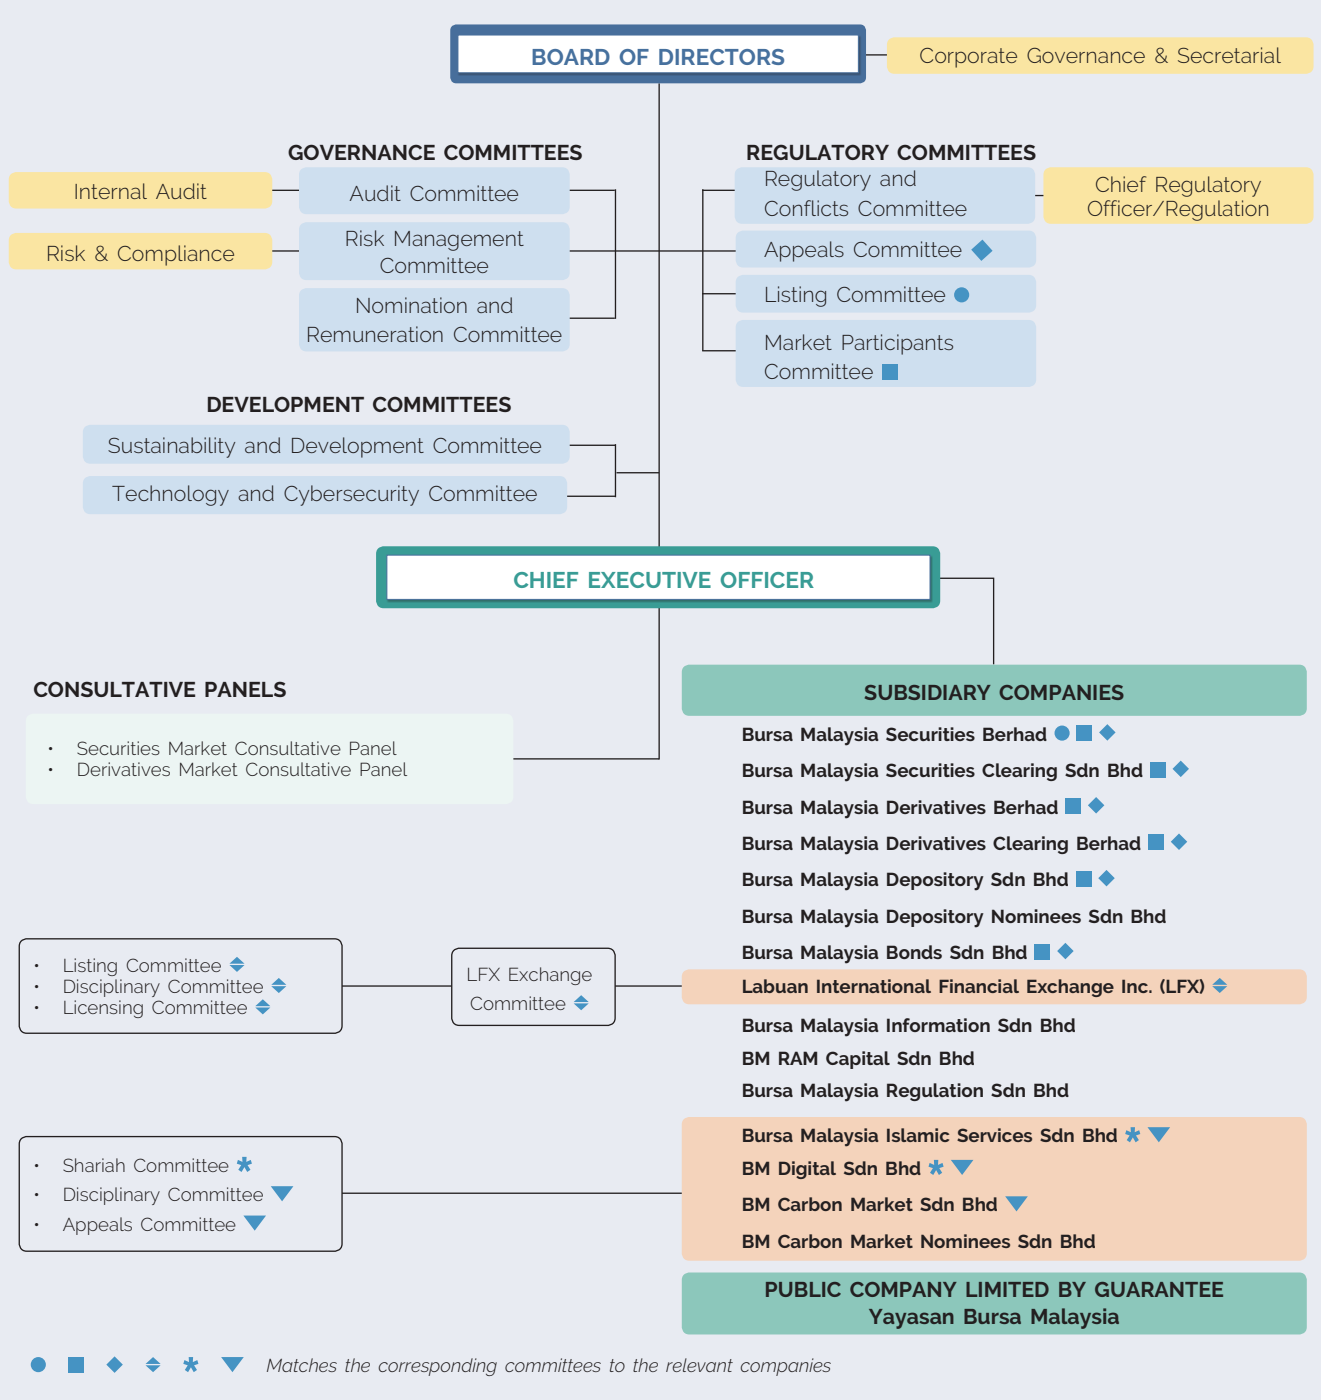 BOARD OF DIRECTORS
Corporate Governance & Secretarial
GOVERNANCE COMMITTEES
Internal Audit
Audit Committee
Risk & Compliance
Risk Management
Committee
Nomination and
Remuneration Committee
REGULATORY COMMITTEES
Regulatory and
Conflicts Committee
Chief Regulatory
Officer/Regulation
Appeals Committee
Listing Committee
Market Participants
Committee
DEVELOPMENT COMMITTEES
Sustainability and Development Committee
Technology and Cybersecurity Committee
CHIEF EXECUTIVE OFFICER
CONSULTATIVE PANELS
• Securities Market Consultative Panel
• Derivatives Market Consultative Panel
SUBSIDIARY COMPANIES
Bursa Malaysia Securities Berhad
Bursa Malaysia Securities Clearing Sdn Bhd
Bursa Malaysia Derivatives Berhad
Bursa Malaysia Derivatives Clearing Berhad
Bursa Malaysia Depository Sdn Bhd
Bursa Malaysia Depository Nominees Sdn Bhd
Bursa Malaysia Bonds Sdn Bhd
• Listing Committee
• Disciplinary Committee
• Licensing Committee
LFX Exchange
Committee
Labuan International Financial Exchange Inc. (LFX)
Bursa Malaysia Information Sdn Bhd
BM RAM Capital Sdn Bhd
Bursa Malaysia Regulation Sdn Bhd
• Shariah Committee *
• Disciplinary Committee
• Appeals Committee
Bursa Malaysia Islamic Services Sdn Bhd *
BM Digital Sdn Bhd *
BM Carbon Market Sdn Bhd
BM Carbon Market Nominees Sdn Bhd
PUBLIC COMPANY LIMITED BY GUARANTEE
Yayasan Bursa Malaysia
* Matches the corresponding committees to the relevant companies